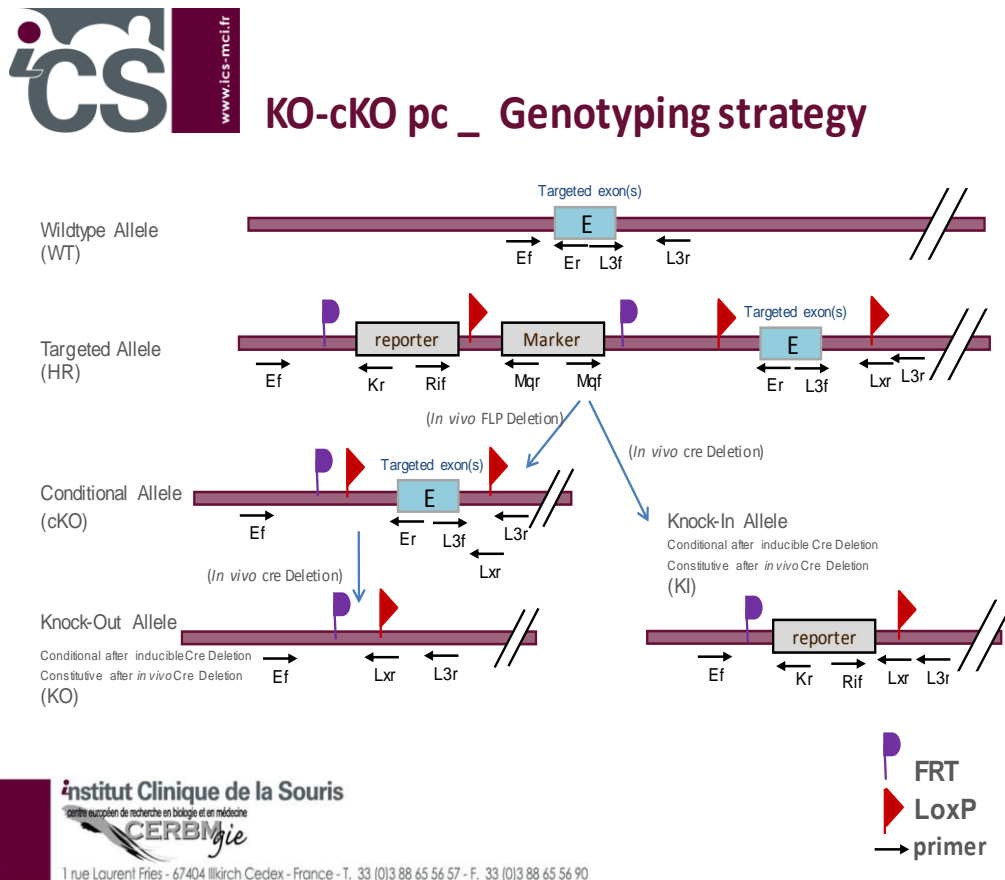 iCS
www.ics-mci.fr
KO-cKO pc _ Genotyping strategy
Targeted exon(s)
Wildtype Allele
(WT)
E
Ef Er L3f L3r
Targeted exon(s)
Targeted Allele
(HR)
reporter Marker E
Ef Kr Rif Mqr Mqf Er L3f Lxr L3r
(In vivo FLP Deletion)
(In vivo cre Deletion)
Targeted exon(s)
Conditional Allele
(cKO)
E
Ef Er L3f L3r
Lxr
Knock-In Allele
Conditional after inducible Cre Deletion
Constitutive after in vivo Cre Deletion
(KI)
(In vivo cre Deletion)
Knock-Out Allele
Conditional after inducible Cre Deletion
Constitutive after in vivo Cre Deletion
(KO)
Ef Lxr L3r
reporter
Ef Kr Rif Lxr L3r
FRT
LoxP
primer
institut Clinique de la Souris
centre européen de recherche en biologie et en médecine
CERBM gie
1 rue Laurent Fries - 67404 Illkirch Cedex - France - T. 33 (0)3 88 65 56 57 - F. 33 (0)3 88 65 56 90